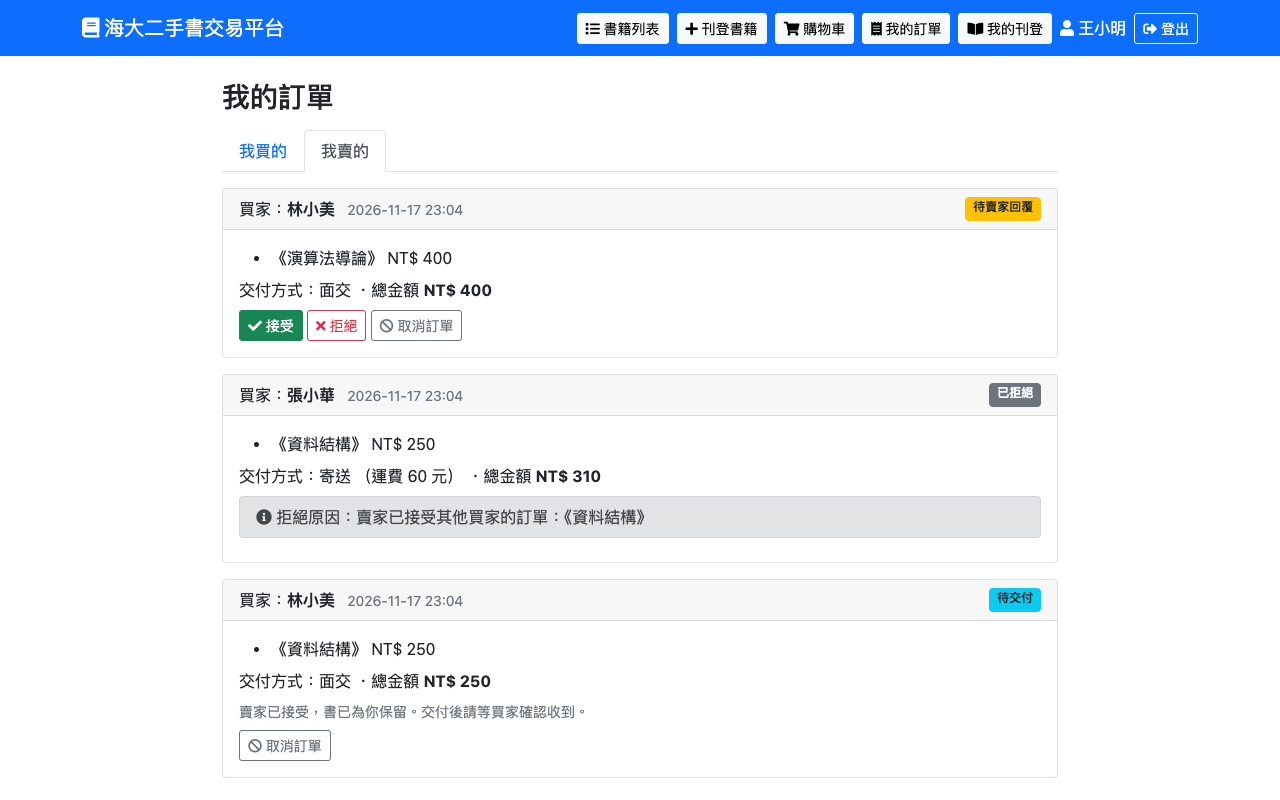 海大二手書交易平台 書籍列表 刊登書籍 購物車 我的訂單 我的刊登 王小明 登出
我的訂單
我買的 我賣的
買家：林小美 2026-11-17 23:04 待賣家回覆
• 《演算法導論》 NT$ 400
交付方式：面交 ・總金額 NT$ 400
接受 拒絕 取消訂單
買家：張小華 2026-11-17 23:04 已拒絕
• 《資料結構》 NT$ 250
交付方式：寄送 （運費 60 元） ・總金額 NT$ 310
拒絕原因：賣家已接受其他買家的訂單：《資料結構》
買家：林小美 2026-11-17 23:04 待交付
• 《資料結構》 NT$ 250
交付方式：面交 ・總金額 NT$ 250
賣家已接受，書已為你保留。交付後請等買家確認收到。
取消訂單